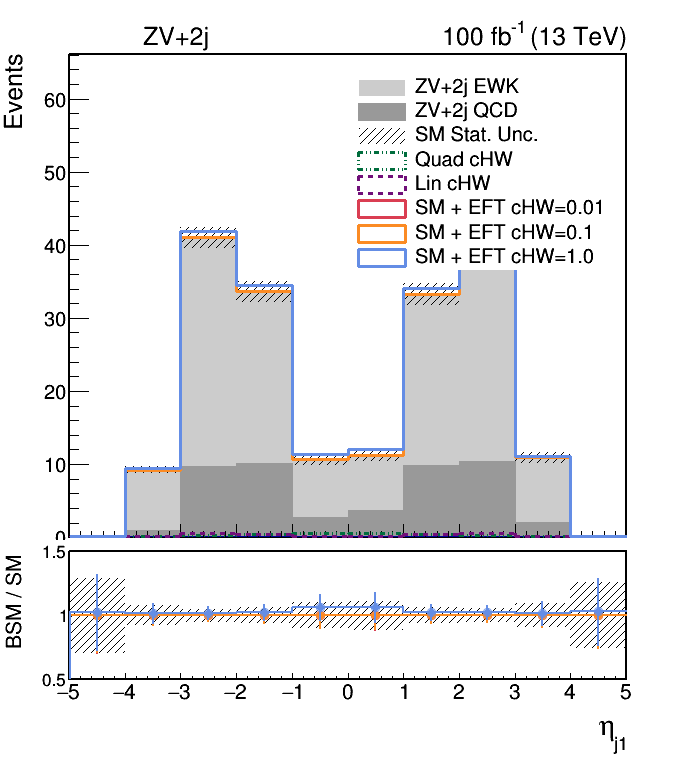 ZV+2j 100 fb⁻¹ (13 TeV)
Events
60
50
40
30
20
10
0
ZV+2j EWK
ZV+2j QCD
SM Stat. Unc.
Quad cHW
Lin cHW
SM + EFT cHW=0.01
SM + EFT cHW=0.1
SM + EFT cHW=1.0
BSM / SM
1.5
1
0.5
−5 −4 −3 −2 −1 0 1 2 3 4 5
η_j1